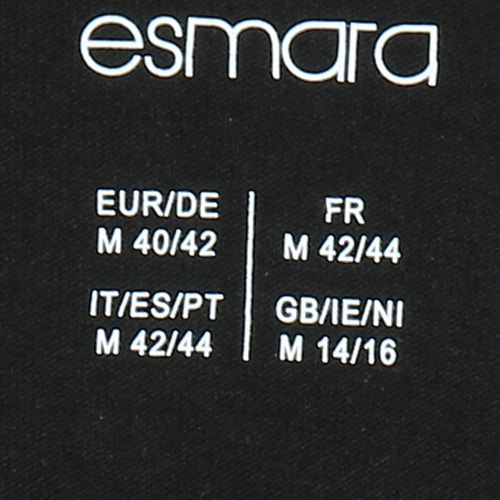 esmara
EUR/DE
M 40/42
FR
M 42/44
IT/ES/PT
M 42/44
GB/IE/NI
M 14/16